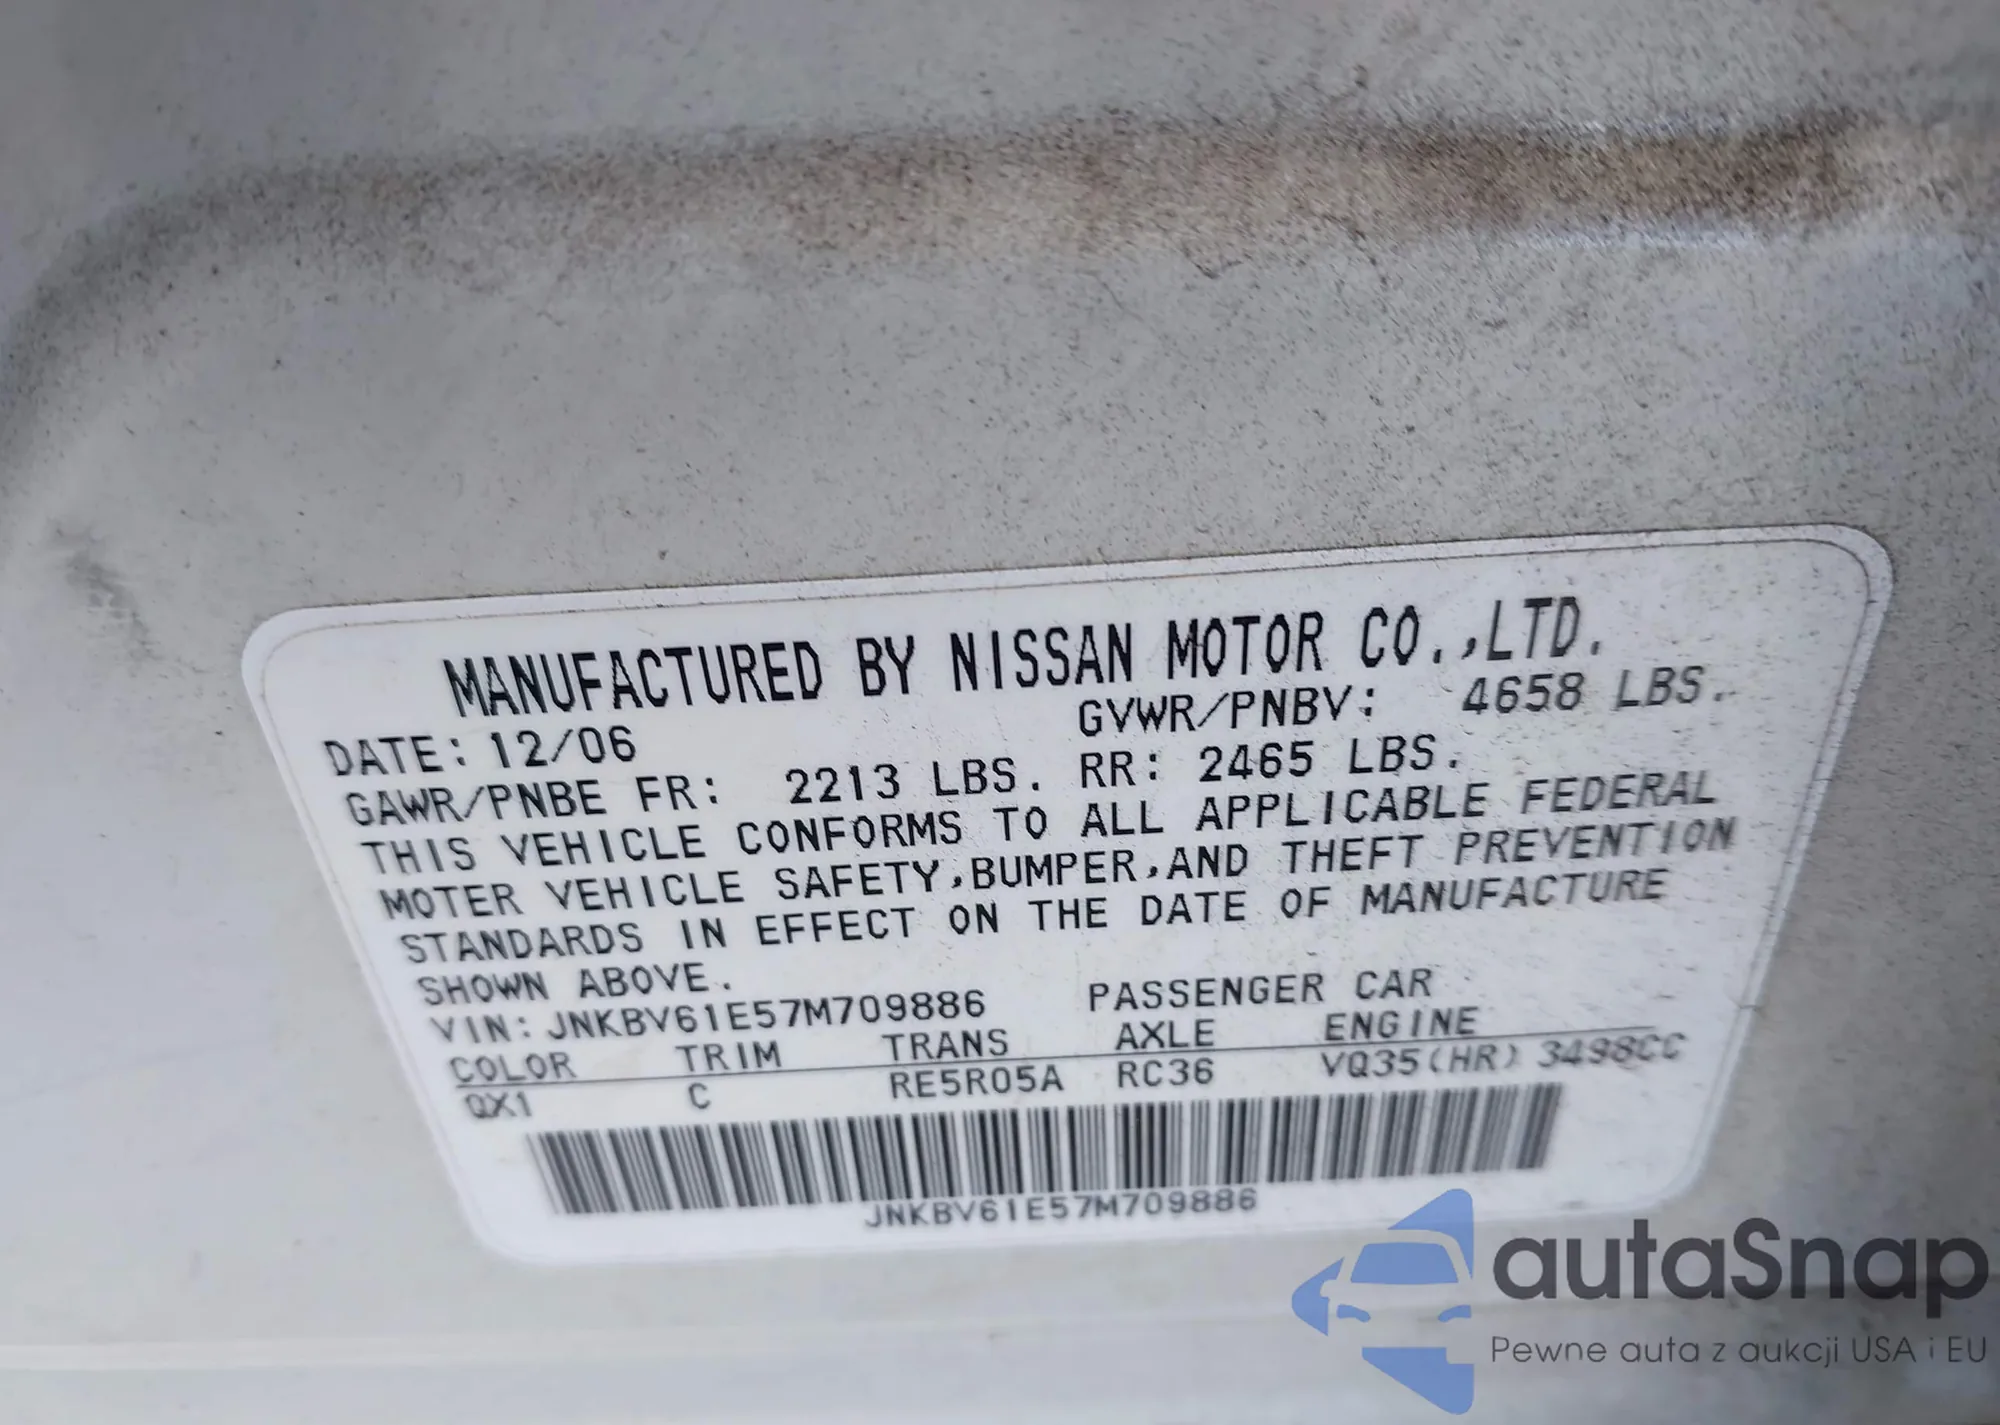 MANUFACTURED BY NISSAN MOTOR CO.,LTD.
DATE: 12/06 GVWR/PNBV: 4658 LBS.
GAWR/PNBE FR: 2213 LBS. RR: 2465 LBS.
THIS VEHICLE CONFORMS TO ALL APPLICABLE FEDERAL
MOTER VEHICLE SAFETY,BUMPER,AND THEFT PREVENTION
STANDARDS IN EFFECT ON THE DATE OF MANUFACTURE
SHOWN ABOVE.
VIN: JNKBV61E57M709886 PASSENGER CAR
COLOR TRIM TRANS AXLE ENGINE
QX1 C RE5R05A RC36 VQ35(HR) 3498CC
JNKBV61E57M709886
autaSnap
Pewne auta z aukcji USA i EU